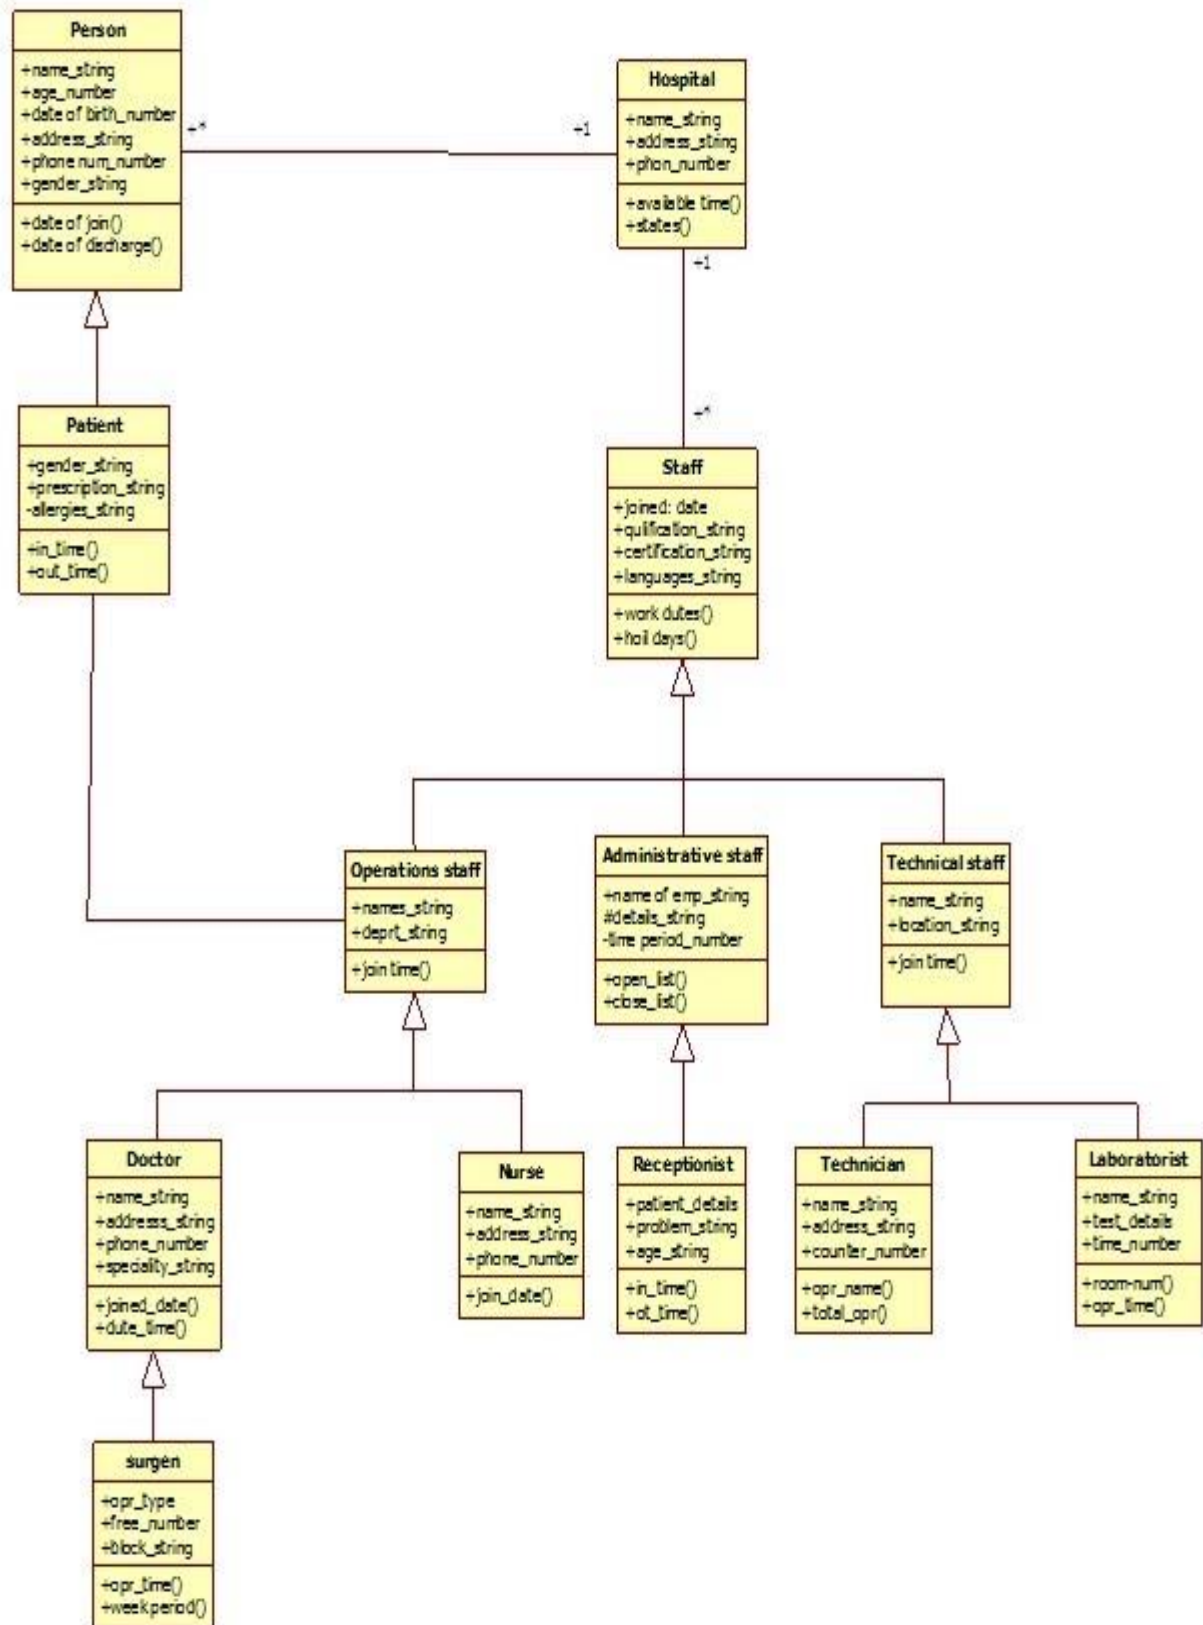 Person
+name_string
+age_number
+date of birth_number
+address_string
+phone num_number
+gender_string
+date of join()
+date of discharge()
+*
+1
Hospital
+name_string
+address_string
+phon_number
+available time()
+states()
+1
+*
Patient
+gender_string
+prescription_string
-allergies_string
+in_time()
+out_time()
Staff
+joined: date
+qulification_string
+certification_string
+languages_string
+work dutes()
+hoil days()
Operations staff
+names_string
+deprt_string
+join time()
Administrative staff
+name of emp_string
#details_string
-time period_number
+open_list()
+close_list()
Technical staff
+name_string
+location_string
+join time()
Doctor
+name_string
+addresss_string
+phone_number
+speciality_string
+joined_date()
+dute_time()
Nurse
+name_string
+address_string
+phone_number
+join_date()
Receptionist
+patient_details
+problem_string
+age_string
+in_time()
+ot_time()
Technician
+name_string
+address_string
+counter_number
+opr_name()
+total_opr()
Laboratorist
+name_string
+test_details
+time_number
+room-num()
+opr_time()
surgen
+opr_type
+free_number
+block_string
+opr_time()
+week period()